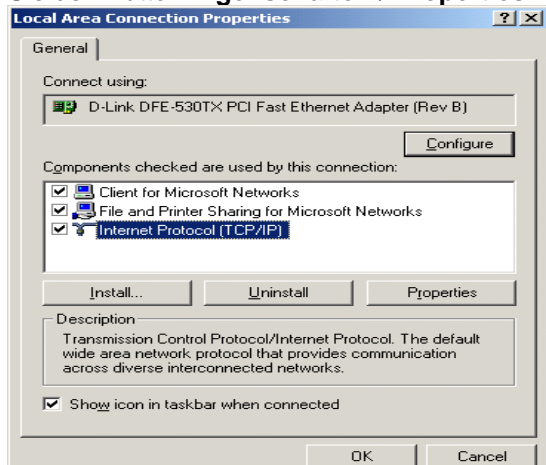 Local Area Connection Properties
General
Connect using:
D-Link DFE-530TX PCI Fast Ethernet Adapter (Rev B)
Configure
Components checked are used by this connection:
Client for Microsoft Networks
File and Printer Sharing for Microsoft Networks
Internet Protocol (TCP/IP)
Install...
Uninstall
Properties
Description
Transmission Control Protocol/Internet Protocol. The default
wide area network protocol that provides communication
across diverse interconnected networks.
Show icon in taskbar when connected
OK
Cancel